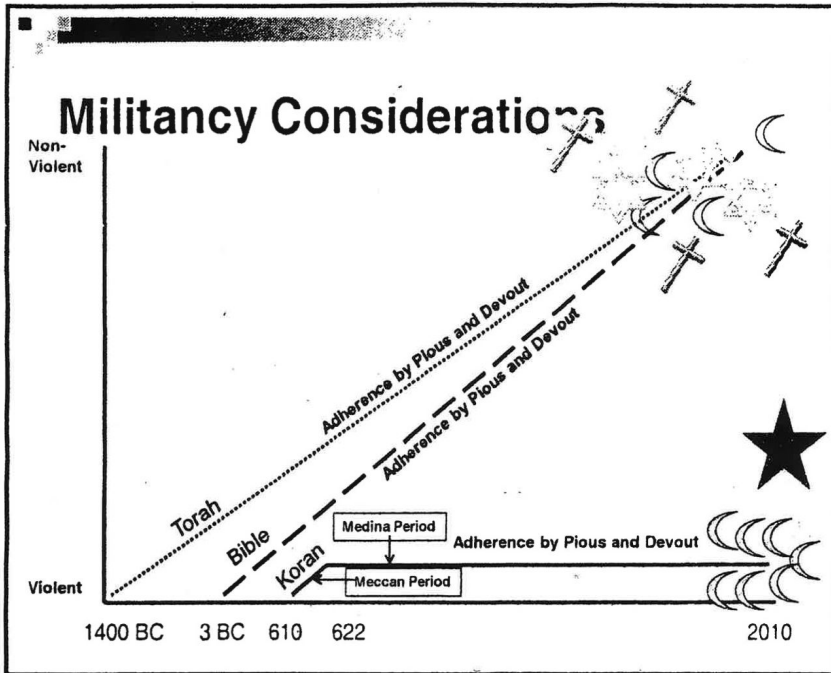 Militancy Considerations
Non-
Violent
Adherence by Pious and Devout
Adherence by Pious and Devout
Torah
Bible
Koran
Medina Period
Adherence by Pious and Devout
Meccan Period
Violent
1400 BC 3 BC 610 622 2010